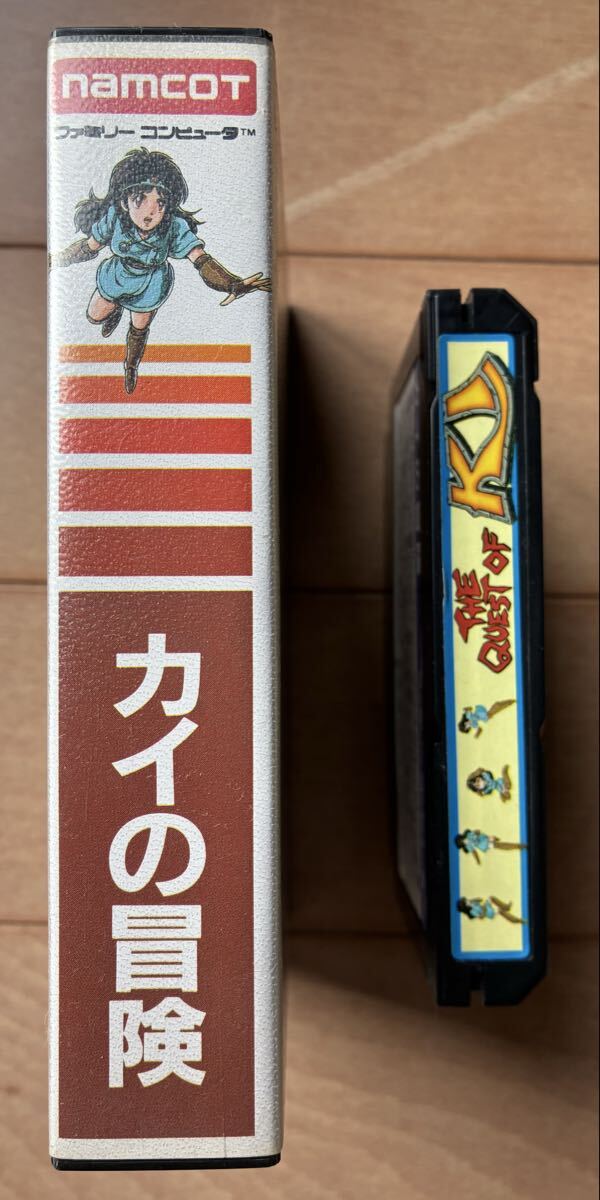 namcoT
ファミリー コンピュータ™
カイの冒険
THE
QUEST OF
KI